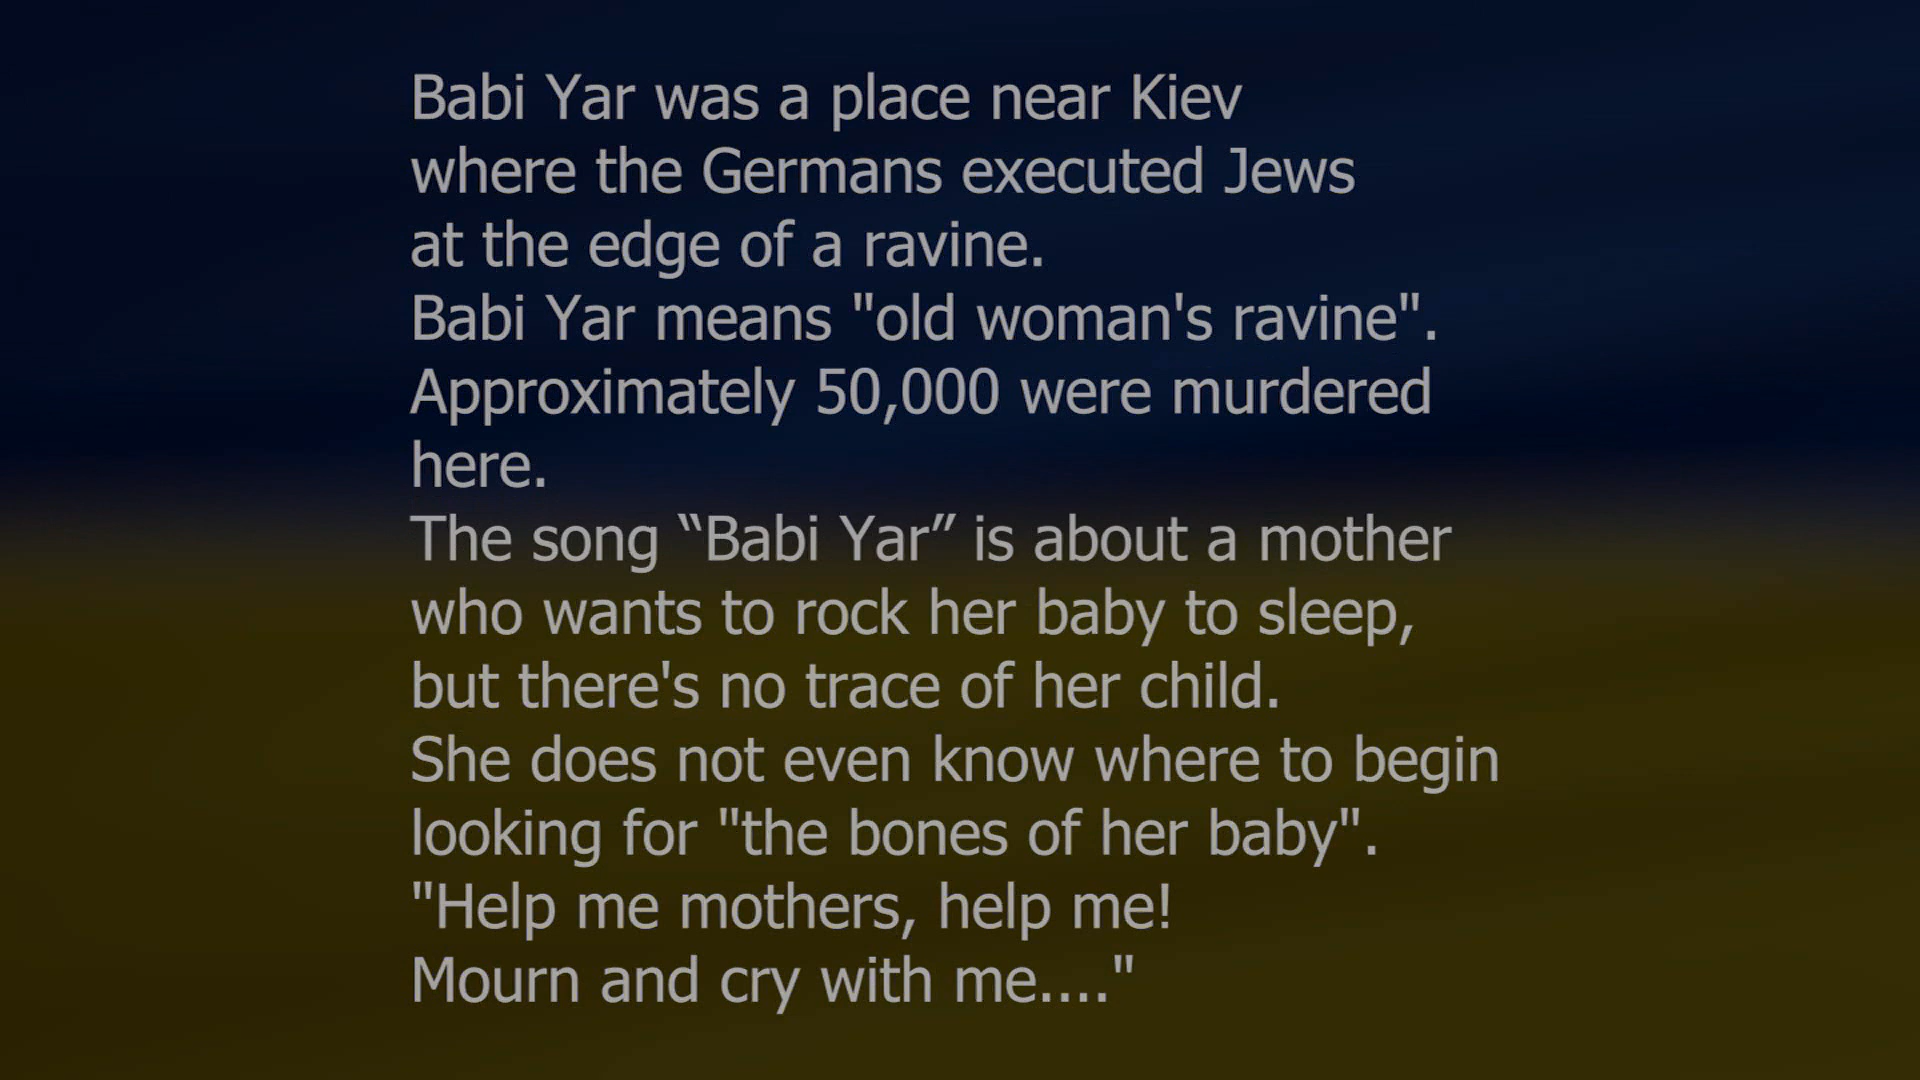 Babi Yar was a place near Kiev
where the Germans executed Jews
at the edge of a ravine.
Babi Yar means "old woman's ravine".
Approximately 50,000 were murdered
here.
The song “Babi Yar” is about a mother
who wants to rock her baby to sleep,
but there's no trace of her child.
She does not even know where to begin
looking for "the bones of her baby".
"Help me mothers, help me!
Mourn and cry with me...."